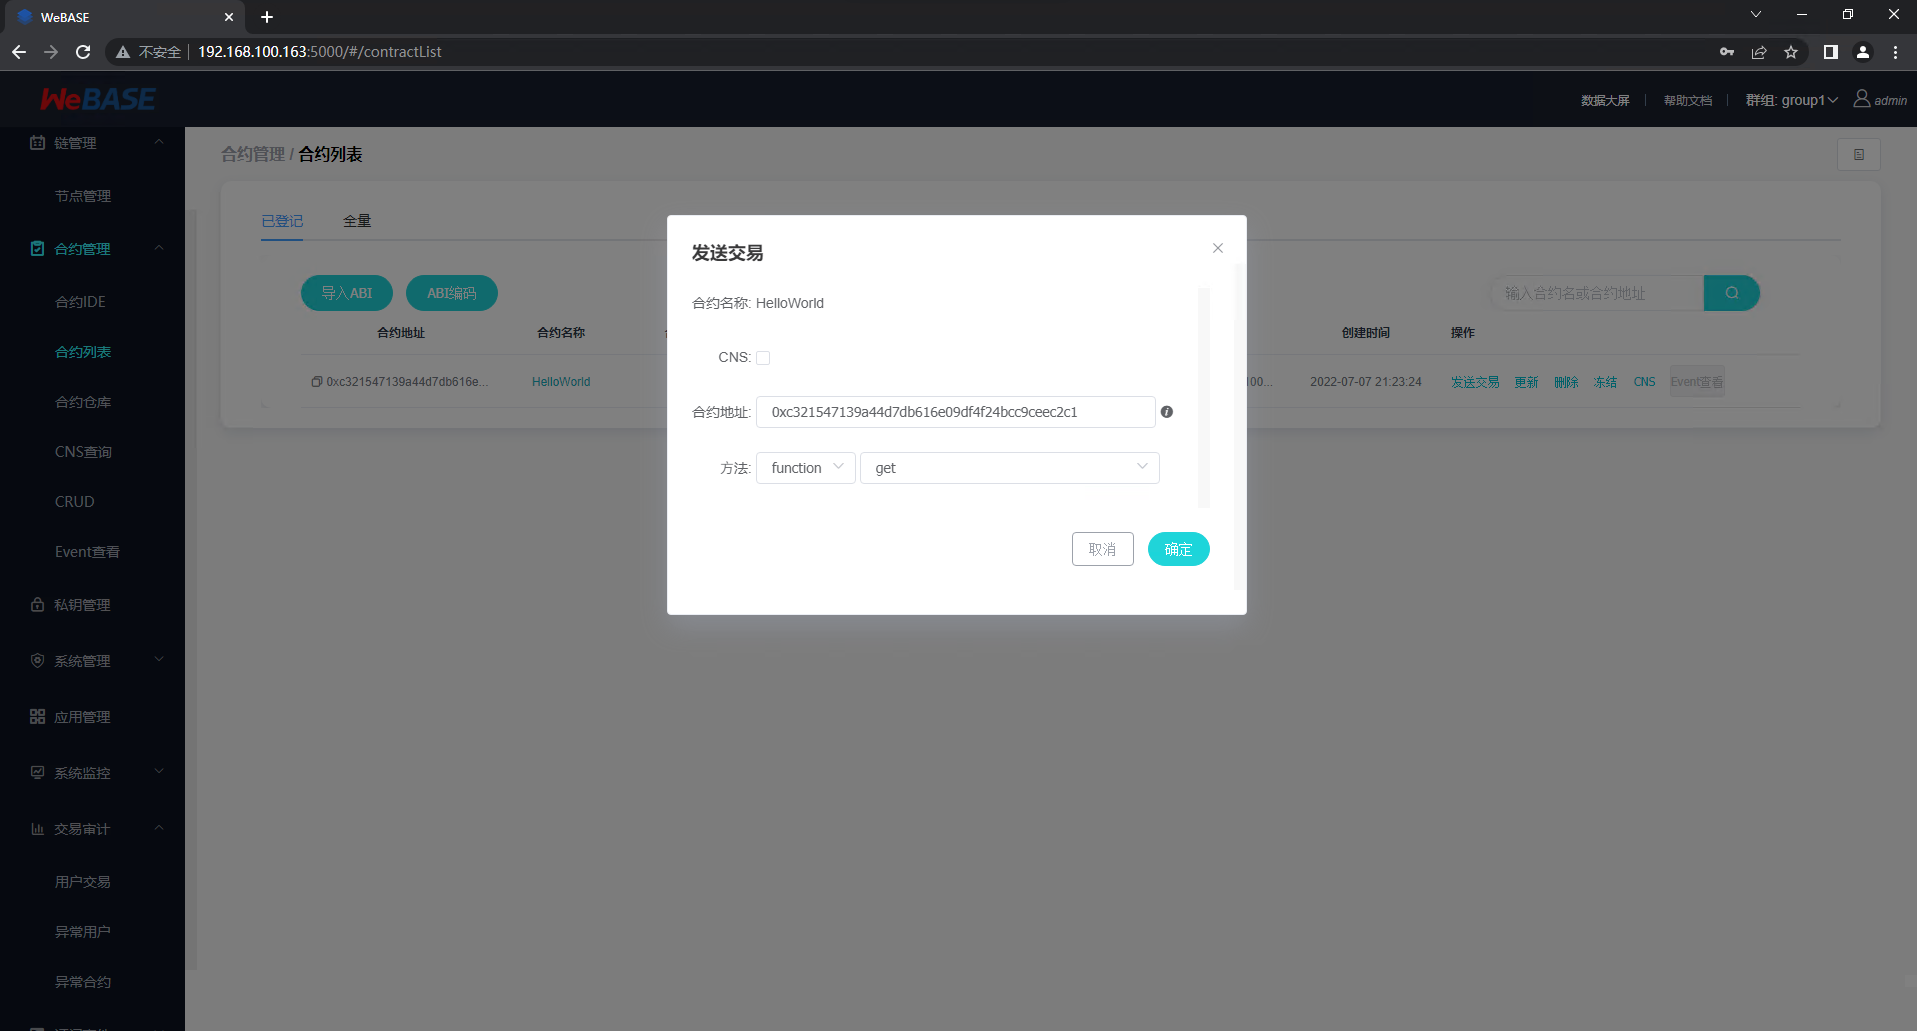 WeBASE
不安全 192.168.100.163:5000/#/contractList
WeBASE
数据大屏 帮助文档 群组: group1 admin
链管理
节点管理
合约管理
合约IDE
合约列表
合约仓库
CNS查询
CRUD
Event查看
私钥管理
系统管理
应用管理
系统监控
交易审计
用户交易
异常用户
异常合约
合约管理 / 合约列表
已登记 全量
导入ABI ABI编码 输入合约名或合约地址
合约地址 合约名称 创建时间 操作
0xc321547139a44d7db616e... HelloWorld 100... 2022-07-07 21:23:24 发送交易 更新 删除 冻结 CNS Event查看
发送交易
合约名称: HelloWorld
CNS:
合约地址: 0xc321547139a44d7db616e09df4f24bcc9ceec2c1
方法: function get
取消 确定